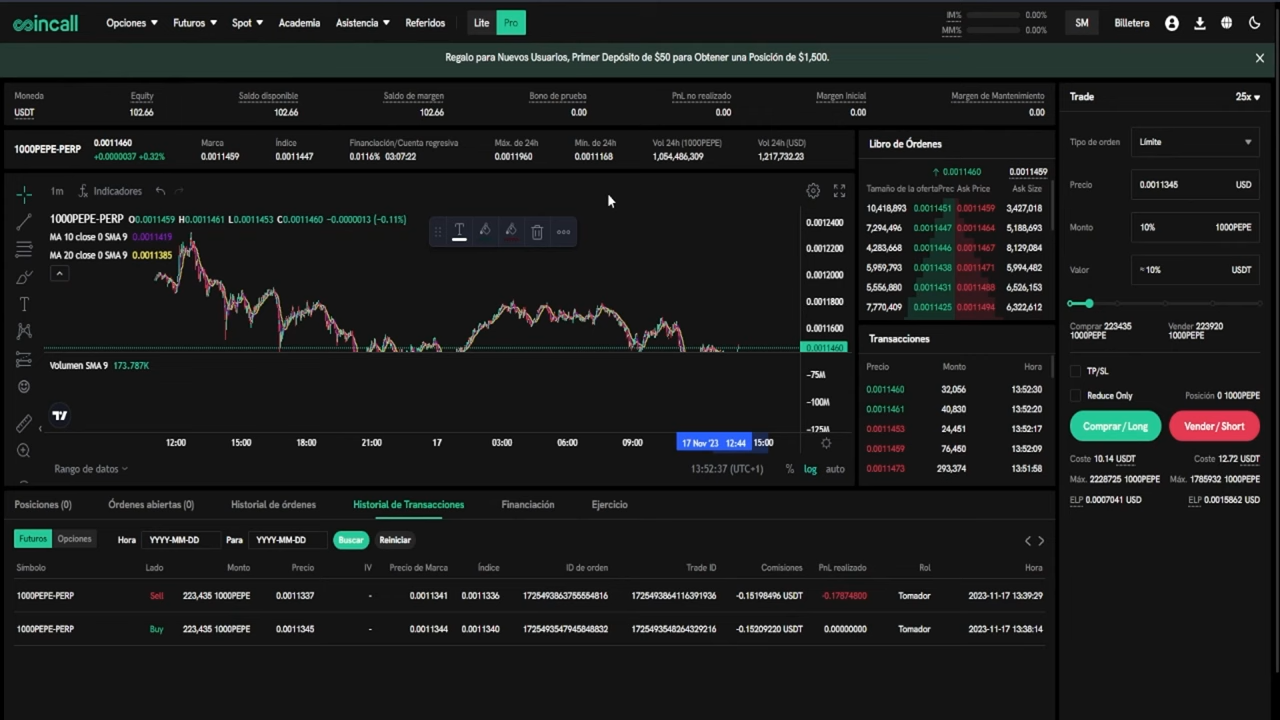 coincall Opciones Futuros Spot Academia Asistencia Referidos Lite Pro IM% 0.00% MM% 0.00% SM Billetera
Regalo para Nuevos Usuarios, Primer Depósito de $50 para Obtener una Posición de $1,500.
Moneda Equity Saldo disponible Saldo de margen Bono de prueba PnL no realizado Margen Inicial Margen de Mantenimiento
USDT 102.66 102.66 102.66 0.00 0.00 0.00 0.00
1000PEPE-PERP 0.0011460 +0.0000037 +0.32%
Marca Índice Financiación/Cuenta regresiva Máx. de 24h Mín. de 24h Vol 24h (1000PEPE) Vol 24h (USD)
0.0011459 0.0011447 0.0116% 03:07:22 0.0011960 0.0011168 1,054,486,309 1,217,732.23
1m Indicadores
1000PEPE-PERP O0.0011459 H0.0011461 L0.0011453 C0.0011460 −0.0000013 (−0.11%)
MA 10 close 0 SMA 9 0.0011419
MA 20 close 0 SMA 9 0.0011385
0.0012400
0.0012200
0.0012000
0.0011800
0.0011600
0.0011460
Volumen SMA 9 173.787K
−75M
−100M
−125M
12:00 15:00 18:00 21:00 17 03:00 06:00 09:00 17 Nov '23 12:44 15:00
Rango de datos 13:52:37 (UTC+1) % log auto
Libro de Órdenes
↑ 0.0011460 0.0011459
Tamaño de la ofertaPrec Ask Price Ask Size
10,418,893 0.0011451 0.0011459 3,427,018
7,294,496 0.0011447 0.0011464 5,188,693
4,283,668 0.0011446 0.0011467 8,129,084
5,959,793 0.0011438 0.0011471 5,994,482
5,556,880 0.0011431 0.0011488 6,526,153
7,770,409 0.0011425 0.0011494 6,322,612
Transacciones
Precio Monto Hora
0.0011460 32,056 13:52:30
0.0011461 40,830 13:52:20
0.0011453 24,451 13:52:17
0.0011459 76,450 13:52:09
0.0011473 293,374 13:51:58
Trade 25x
Tipo de orden Límite
Precio 0.0011345 USD
Monto 10% 1000PEPE
Valor ≈10% USDT
Comprar 223435 1000PEPE
Vender 223920 1000PEPE
TP/SL
Reduce Only Posición 0 1000PEPE
Comprar/Long Vender/Short
Coste 10.14 USDT Coste 12.72 USDT
Máx. 2228725 1000PEPE Máx. 1785932 1000PEPE
ELP 0.0007041 USD ELP 0.0015862 USD
Posiciones (0) Órdenes abiertas (0) Historial de órdenes Historial de Transacciones Financiación Ejercicio
Futuros Opciones Hora YYYY-MM-DD Para YYYY-MM-DD Buscar Reiniciar
Símbolo Lado Monto Precio IV Precio de Marca Índice ID de orden Trade ID Comisiones PnL realizado Rol Hora
1000PEPE-PERP Sell 223,435 1000PEPE 0.0011337 - 0.0011341 0.0011336 1725493863755554816 1725493864116391936 -0.15198496 USDT -0.17874800 Tomador 2023-11-17 13:39:29
1000PEPE-PERP Buy 223,435 1000PEPE 0.0011345 - 0.0011344 0.0011340 1725493547945848832 1725493548264329216 -0.15209220 USDT 0.00000000 Tomador 2023-11-17 13:38:14